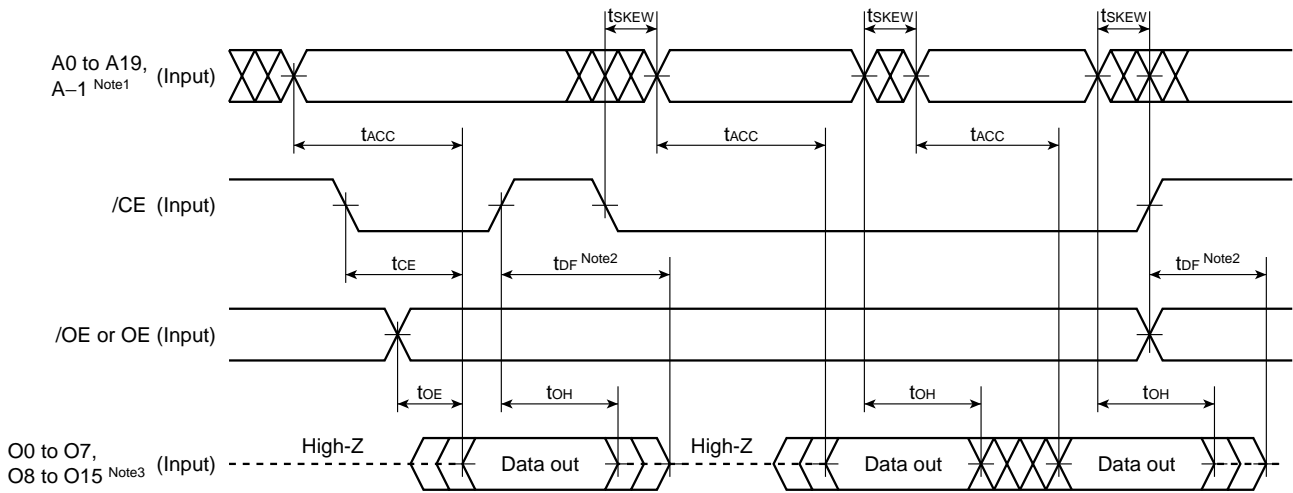 tSKEW tSKEW tSKEW
A0 to A19,
A–1 Note1 (Input)
tACC tACC tACC
/CE (Input)
tCE tDF Note2 tDF Note2
/OE or OE (Input)
tOE tOH tOH tOH
O0 to O7,
O8 to O15 Note3 (Input)
High-Z Data out High-Z Data out Data out